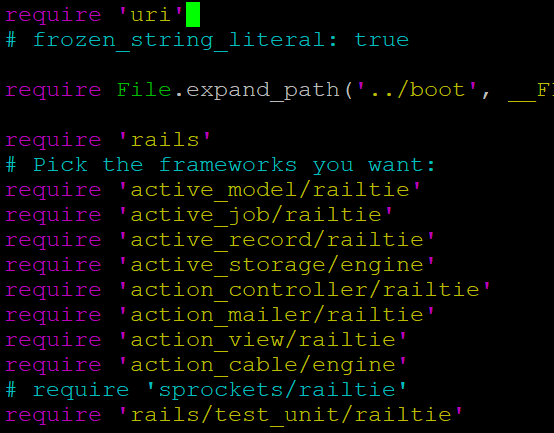 require 'uri'
# frozen_string_literal: true
require File.expand_path('../boot', __F
require 'rails'
# Pick the frameworks you want:
require 'active_model/railtie'
require 'active_job/railtie'
require 'active_record/railtie'
require 'active_storage/engine'
require 'action_controller/railtie'
require 'action_mailer/railtie'
require 'action_view/railtie'
require 'action_cable/engine'
# require 'sprockets/railtie'
require 'rails/test_unit/railtie'